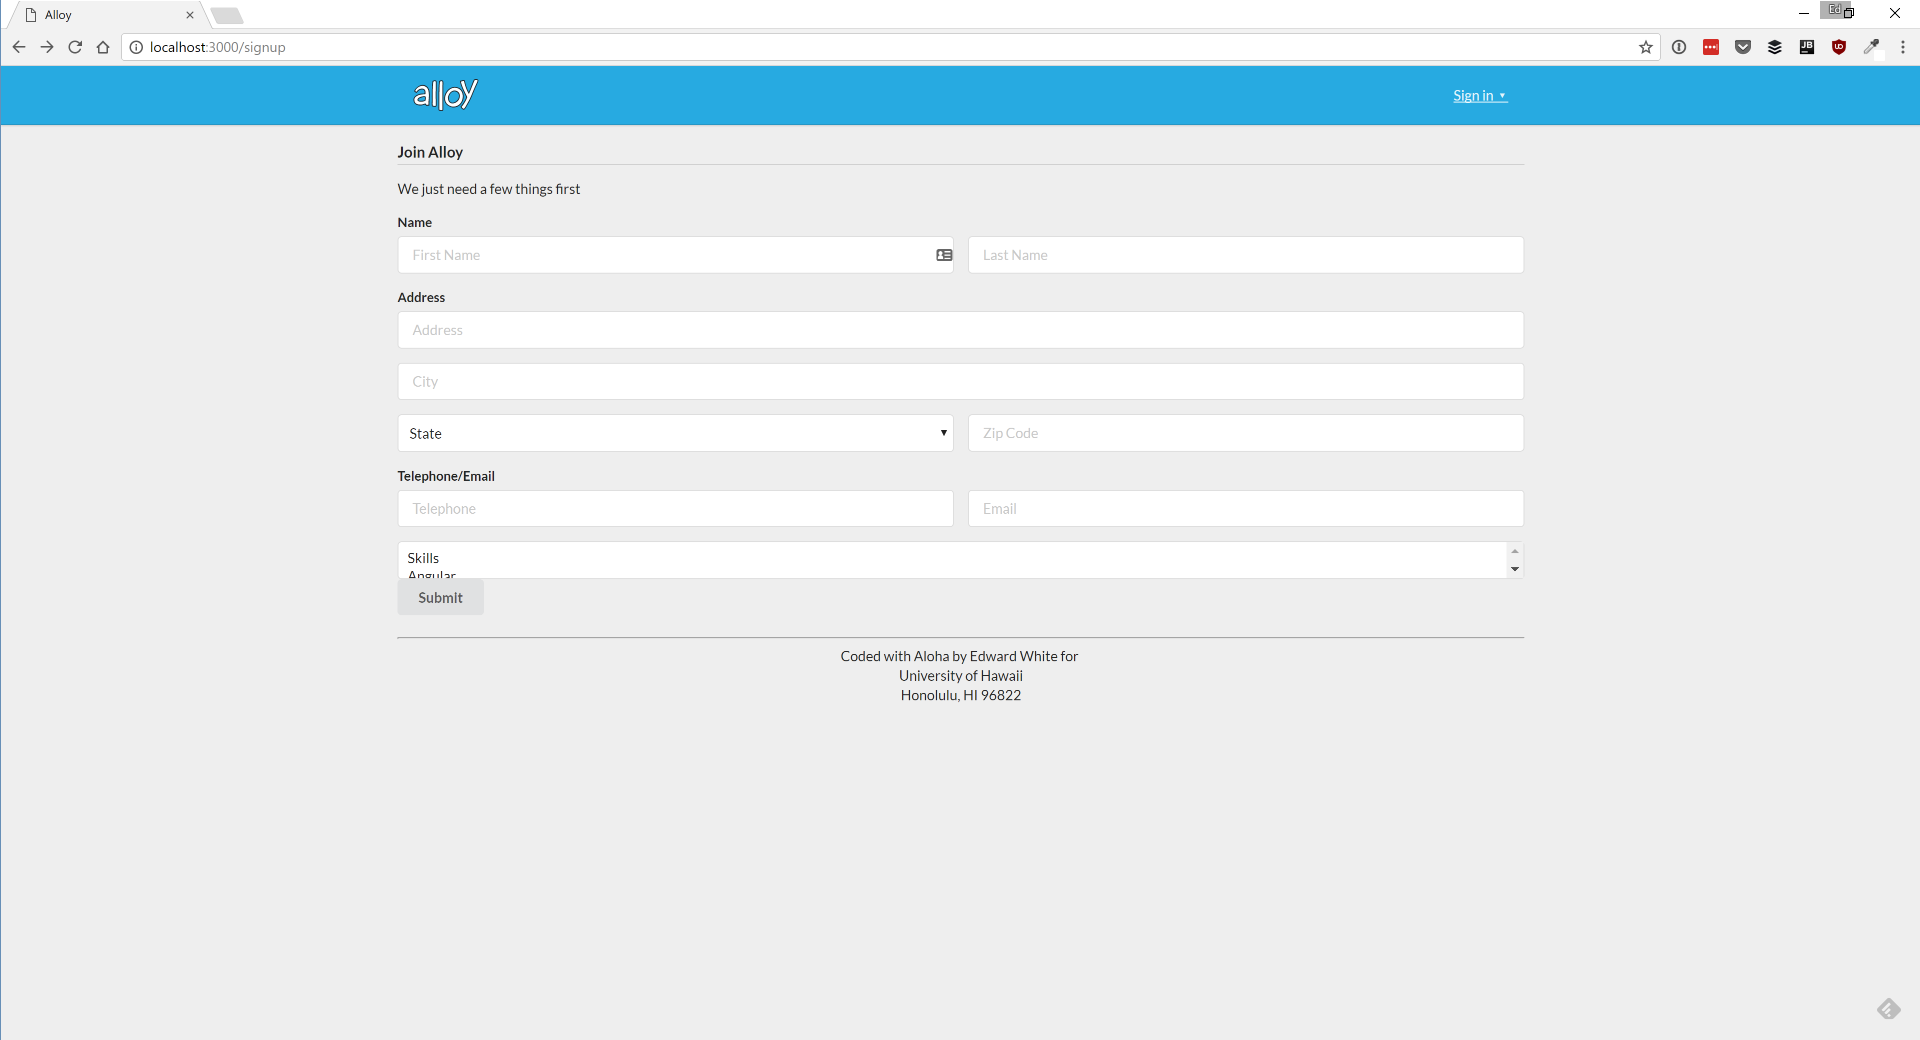 Alloy
Ed
localhost:3000/signup
JB
alloy
Sign in
Join Alloy
We just need a few things first
Name
First Name
Last Name
Address
Address
City
State
Zip Code
Telephone/Email
Telephone
Email
Skills
Angular
Submit
Coded with Aloha by Edward White for
University of Hawaii
Honolulu, HI 96822